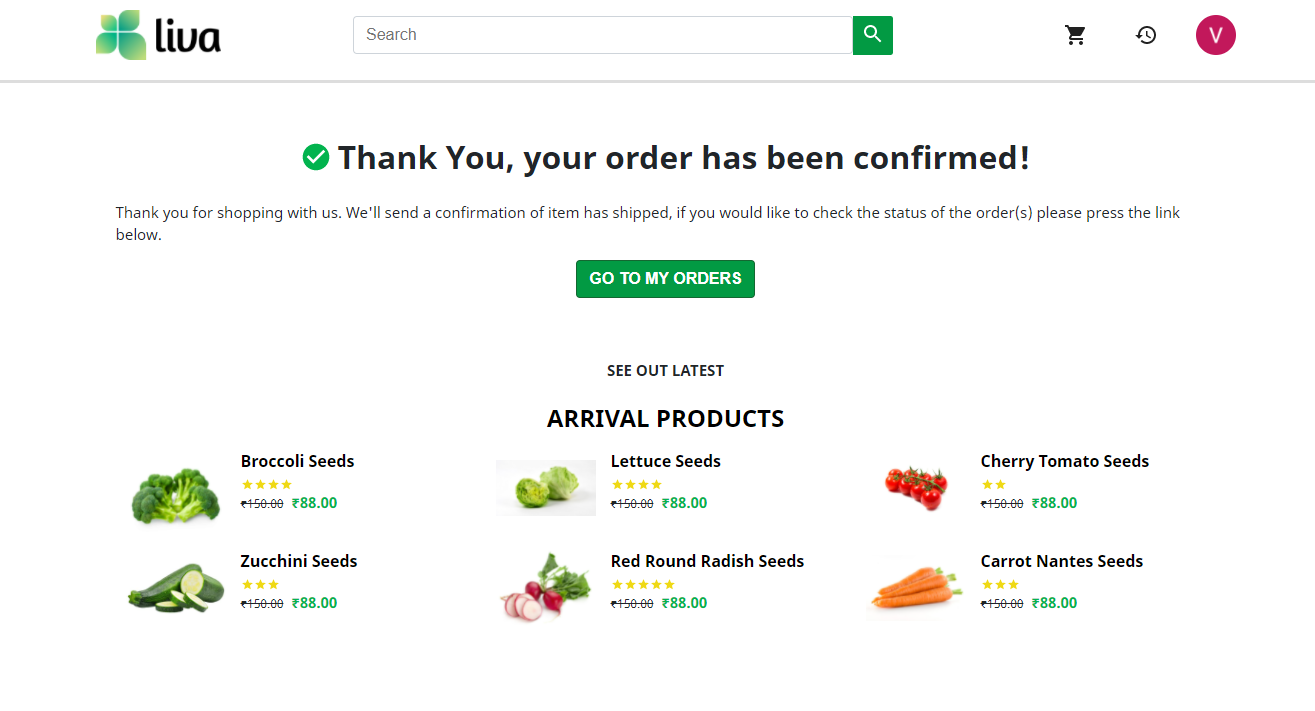 liva
Search
V
Thank You, your order has been confirmed!
Thank you for shopping with us. We'll send a confirmation of item has shipped, if you would like to check the status of the order(s) please press the link
below.
GO TO MY ORDERS
SEE OUT LATEST
ARRIVAL PRODUCTS
Broccoli Seeds
₹150.00 ₹88.00
Lettuce Seeds
₹150.00 ₹88.00
Cherry Tomato Seeds
₹150.00 ₹88.00
Zucchini Seeds
₹150.00 ₹88.00
Red Round Radish Seeds
₹150.00 ₹88.00
Carrot Nantes Seeds
₹150.00 ₹88.00